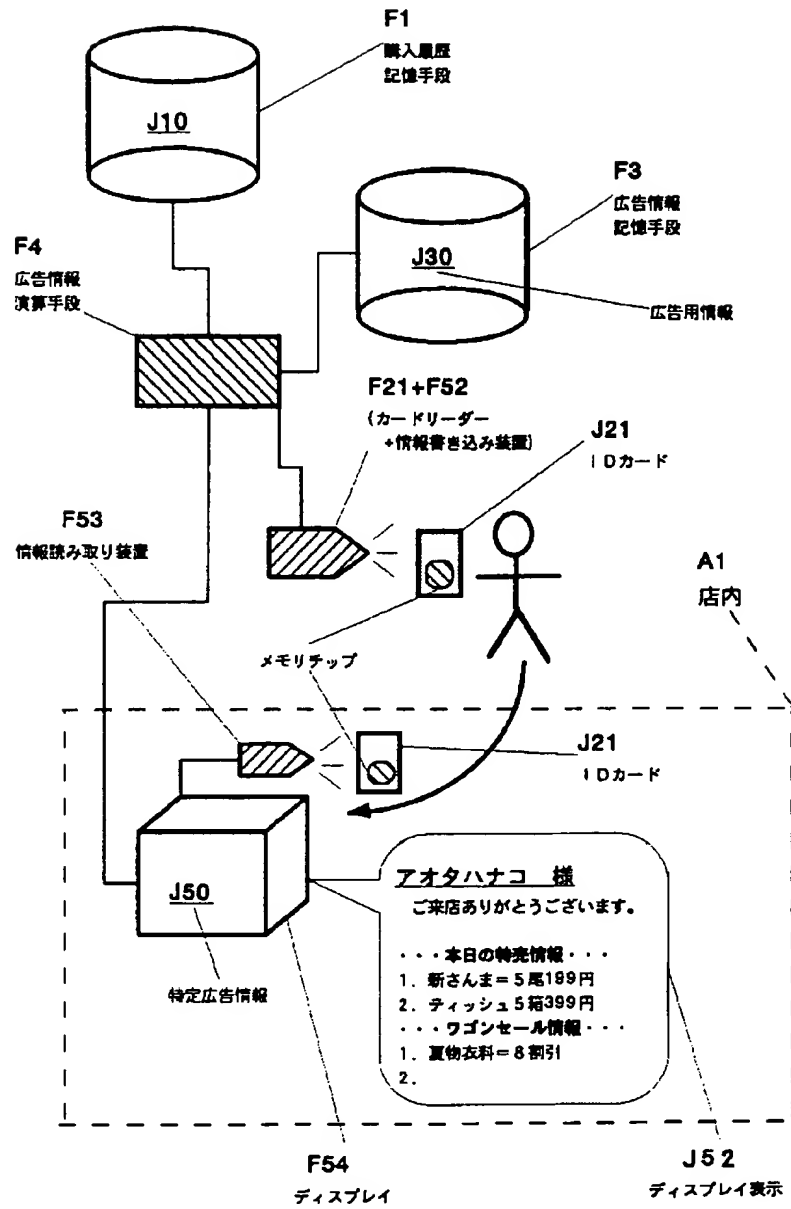 F1
購入履歴
記憶手段
J10
F3
広告情報
記憶手段
J30
広告用情報
F4
広告情報
演算手段
F21+F52
(カードリーダー
+情報書き込み装置)
J21
IDカード
F53
情報読み取り装置
A1
店内
メモリチップ
J21
IDカード
アオタハナコ 様
ご来店ありがとうございます。
・・・本日の特売情報・・・
1. 新さんま=5尾199円
2. ティッシュ5箱399円
・・・ワゴンセール情報・・・
1. 夏物衣料=8割引
2.
J50
特定広告情報
F54
ディスプレイ
J52
ディスプレイ表示